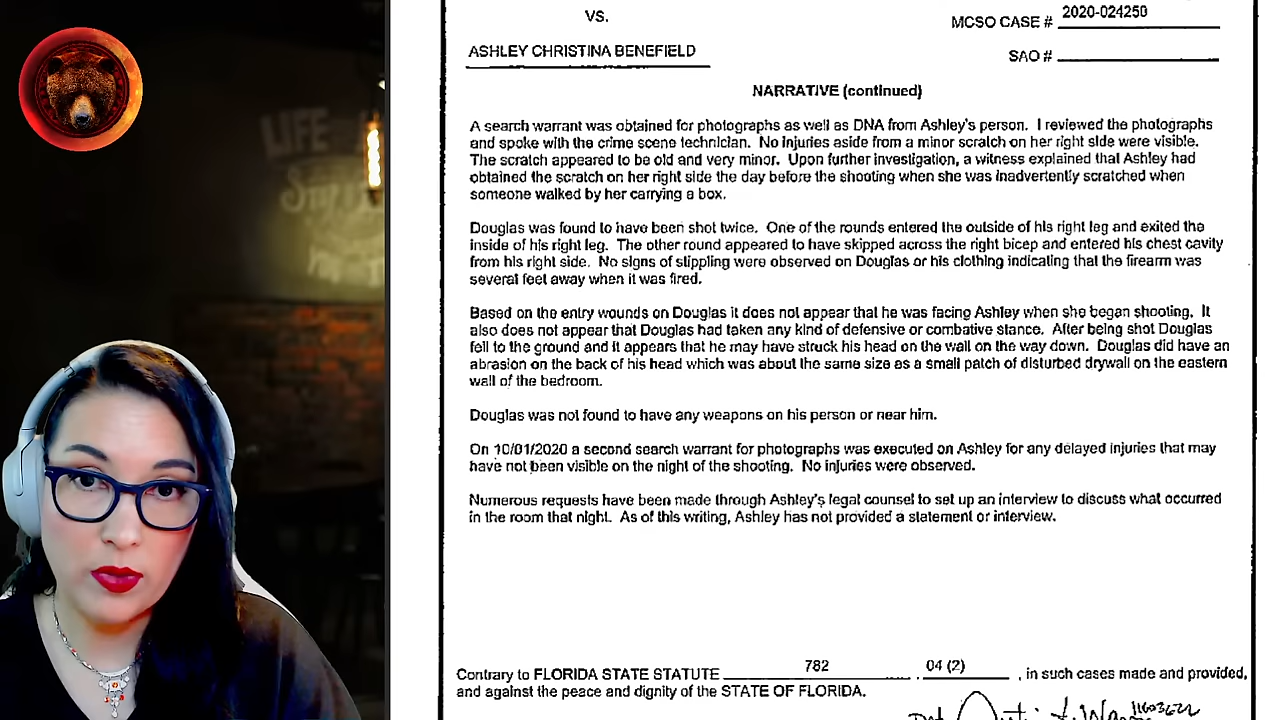 VS.
MCSO CASE # 2020-024250
ASHLEY CHRISTINA BENEFIELD
SAO #
NARRATIVE (continued)
A search warrant was obtained for photographs as well as DNA from Ashley's person. I reviewed the photographs
and spoke with the crime scene technician. No injuries aside from a minor scratch on her right side were visible.
The scratch appeared to be old and very minor. Upon further investigation, a witness explained that Ashley had
obtained the scratch on her right side the day before the shooting when she was inadvertently scratched when
someone walked by her carrying a box.
Douglas was found to have been shot twice. One of the rounds entered the outside of his right leg and exited the
inside of his right leg. The other round appeared to have skipped across the right bicep and entered his chest cavity
from his right side. No signs of stippling were observed on Douglas or his clothing indicating that the firearm was
several feet away when it was fired.
Based on the entry wounds on Douglas it does not appear that he was facing Ashley when she began shooting. It
also does not appear that Douglas had taken any kind of defensive or combative stance. After being shot Douglas
fell to the ground and it appears that he may have struck his head on the wall on the way down. Douglas did have an
abrasion on the back of his head which was about the same size as a small patch of disturbed drywall on the eastern
wall of the bedroom.
Douglas was not found to have any weapons on his person or near him.
On 10/01/2020 a second search warrant for photographs was executed on Ashley for any delayed injuries that may
have not been visible on the night of the shooting. No injuries were observed.
Numerous requests have been made through Ashley's legal counsel to set up an interview to discuss what occurred
in the room that night. As of this writing, Ashley has not provided a statement or interview.
Contrary to FLORIDA STATE STATUTE 782 . 04 (2) , in such cases made and provided,
and against the peace and dignity of the STATE OF FLORIDA.
LIFE